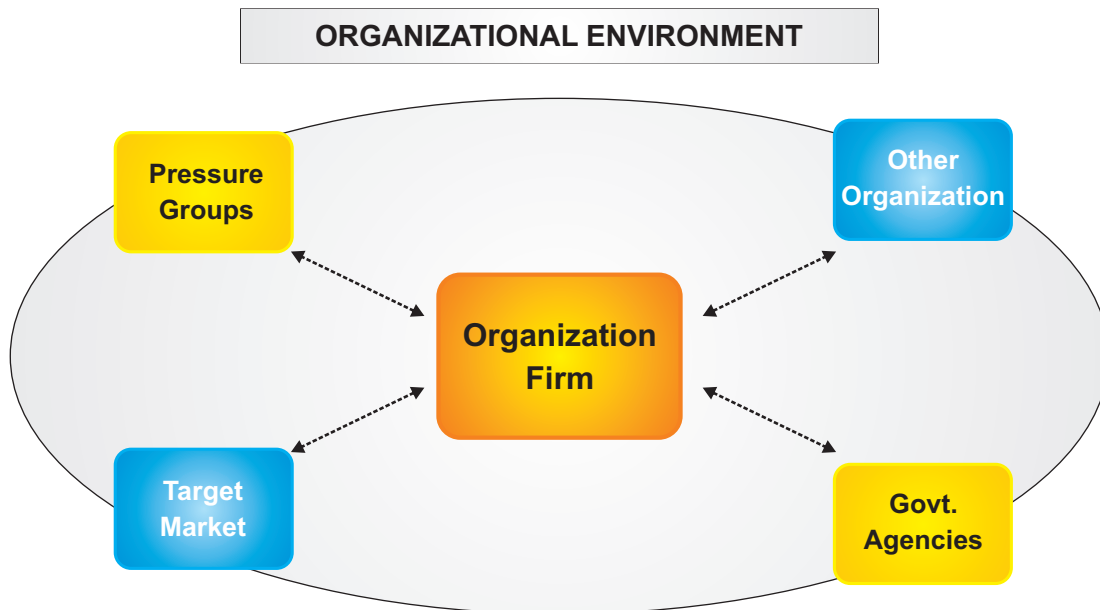 ORGANIZATIONAL ENVIRONMENT
Pressure
Groups
Other
Organization
Organization
Firm
Target
Market
Govt.
Agencies